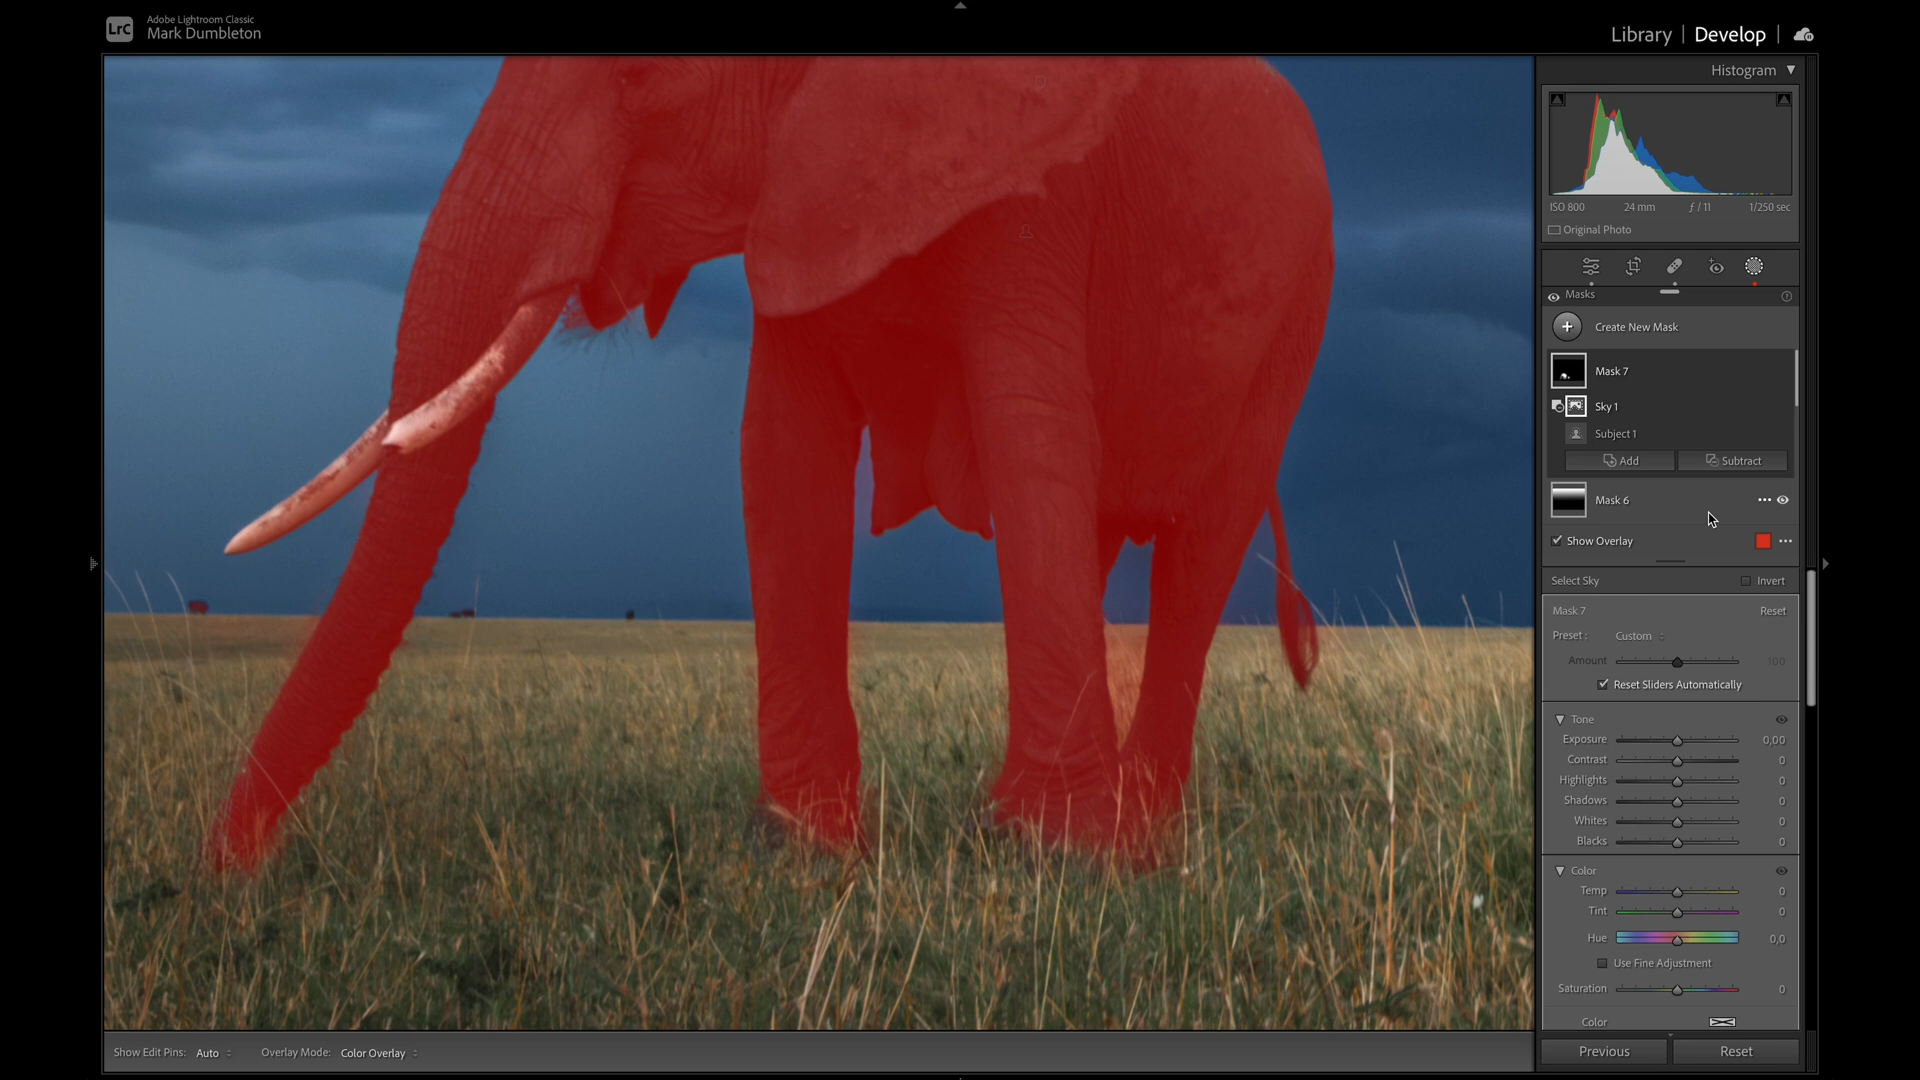 LrC
Adobe Lightroom Classic
Mark Dumbleton
Library | Develop |
Histogram
ISO 800 24 mm ƒ / 11 1/250 sec
Original Photo
Masks
Create New Mask
Mask 7
Sky 1
Subject 1
Add Subtract
Mask 6
Show Overlay
Select Sky Invert
Mask 7 Reset
Preset : Custom
Amount 100
Reset Sliders Automatically
Tone
Exposure 0,00
Contrast 0
Highlights 0
Shadows 0
Whites 0
Blacks 0
Color
Temp 0
Tint 0
Hue 0,0
Use Fine Adjustment
Saturation 0
Color
Show Edit Pins: Auto Overlay Mode: Color Overlay
Previous Reset